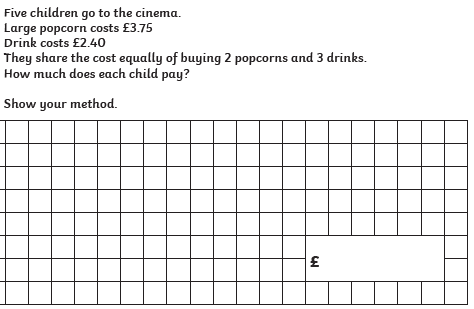 Five children go to the cinema.
Large popcorn costs £3.75
Drink costs £2.40
They share the cost equally of buying 2 popcorns and 3 drinks.
How much does each child pay?
Show your method.
£